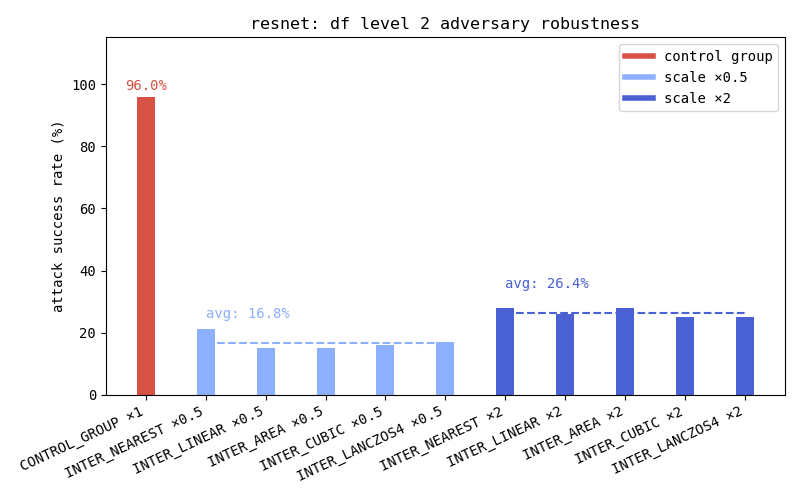 resnet: df level 2 adversary robustness
control group
scale ×0.5
scale ×2
attack success rate (%)
100
80
60
40
20
0
96.0%
avg: 16.8%
avg: 26.4%
CONTROL_GROUP ×1
INTER_NEAREST ×0.5
INTER_LINEAR ×0.5
INTER_AREA ×0.5
INTER_CUBIC ×0.5
INTER_LANCZOS4 ×0.5
INTER_NEAREST ×2
INTER_LINEAR ×2
INTER_AREA ×2
INTER_CUBIC ×2
INTER_LANCZOS4 ×2